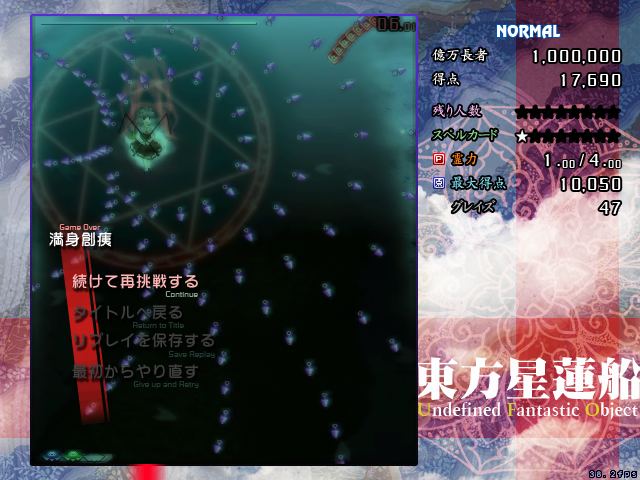 06.00
NORMAL
億万長者 1,000,000
得点 17,690
残り人数
スペルカード
P 霊力 1.00/4.00
点 最大得点 10,050
グレイズ 47
Game Over
満身創痍
続けて再挑戦する
Continue
タイトルへ戻る
Return to Title
リプレイを保存する
Save Replay
最初からやり直す
Give up and Retry
東方星蓮船
Undefined Fantastic Object
38.2fps